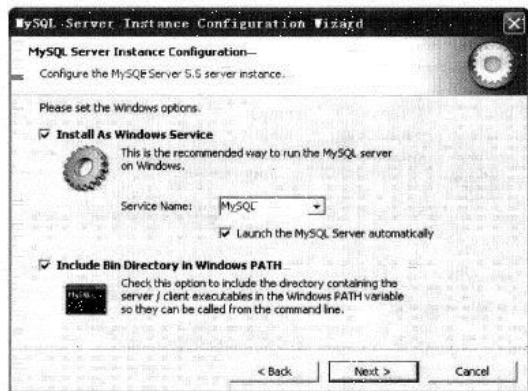 MySQL Server Instance Configuration Wizard
MySQL Server Instance Configuration
Configure the MySQL Server 5.5 server instance.
Please set the Windows options.
Install As Windows Service
This is the recommended way to run the MySQL server
on Windows.
Service Name:
MySQL
Launch the MySQL Server automatically
Include Bin Directory in Windows PATH
Check this option to include the directory containing the
server / client executables in the Windows PATH variable
so they can be called from the command line.
< Back
Next >
Cancel